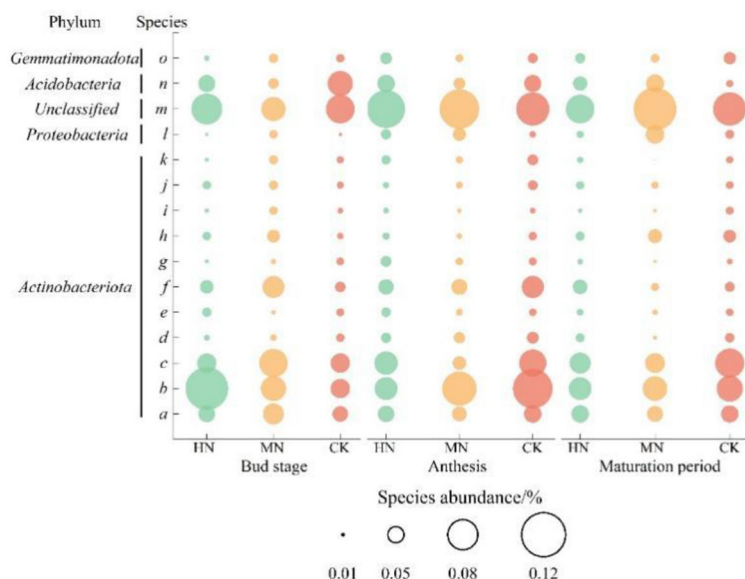 Phylum Species
Gemmatimonadota o
Acidobacteria n
Unclassified m
Proteobacteria l
k
j
i
h
g
Actinobacteriota f
e
d
c
b
a
HN MN CK HN MN CK HN MN CK
Bud stage Anthesis Maturation period
Species abundance/%
0.01 0.05 0.08 0.12